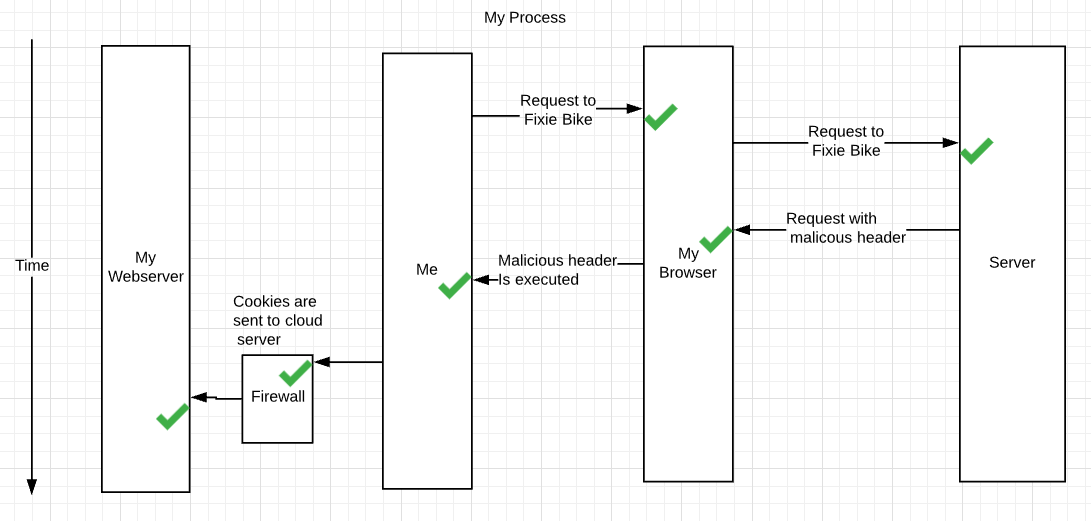 My Process
Request to
Fixie Bike
Request to
Fixie Bike
Request with
malicous header
Malicious header
Is executed
Time
My
Webserver
Me
My
Browser
Server
Cookies are
sent to cloud
server
Firewall